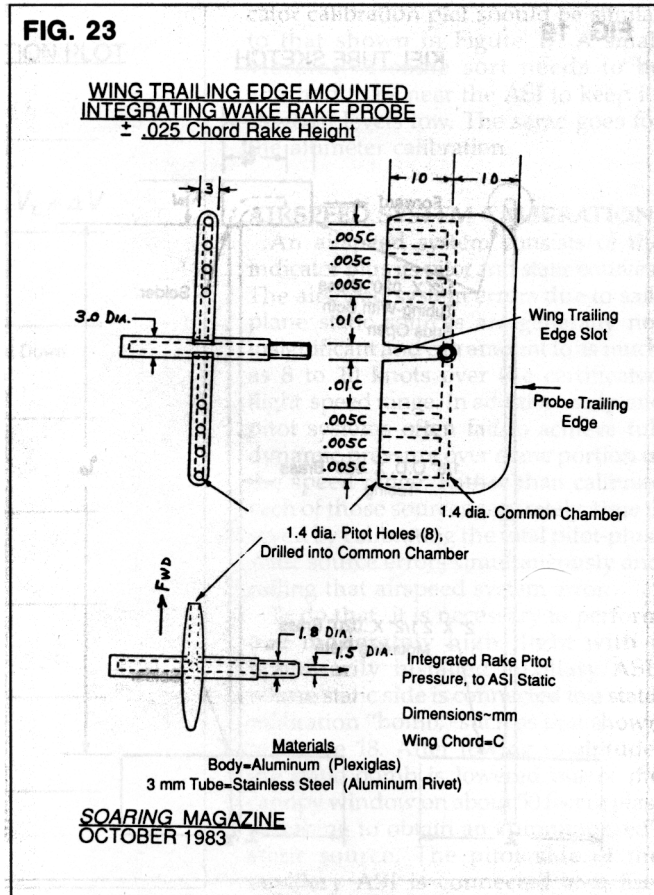 FIG. 23
WING TRAILING EDGE MOUNTED
INTEGRATING WAKE RAKE PROBE
± .025 Chord Rake Height
3
10
10
.005C
.005C
.005C
.01C
.01C
.005C
.005C
.005C
3.0 DIA.
Wing Trailing
Edge Slot
Probe Trailing
Edge
1.4 dia. Common Chamber
1.4 dia. Pitot Holes (8),
Drilled into Common Chamber
FWD
1.8 DIA.
1.5 DIA.
Integrated Rake Pitot
Pressure, to ASI Static
Dimensions-mm
Wing Chord=C
Materials
Body=Aluminum (Plexiglas)
3 mm Tube=Stainless Steel (Aluminum Rivet)
SOARING MAGAZINE
OCTOBER 1983